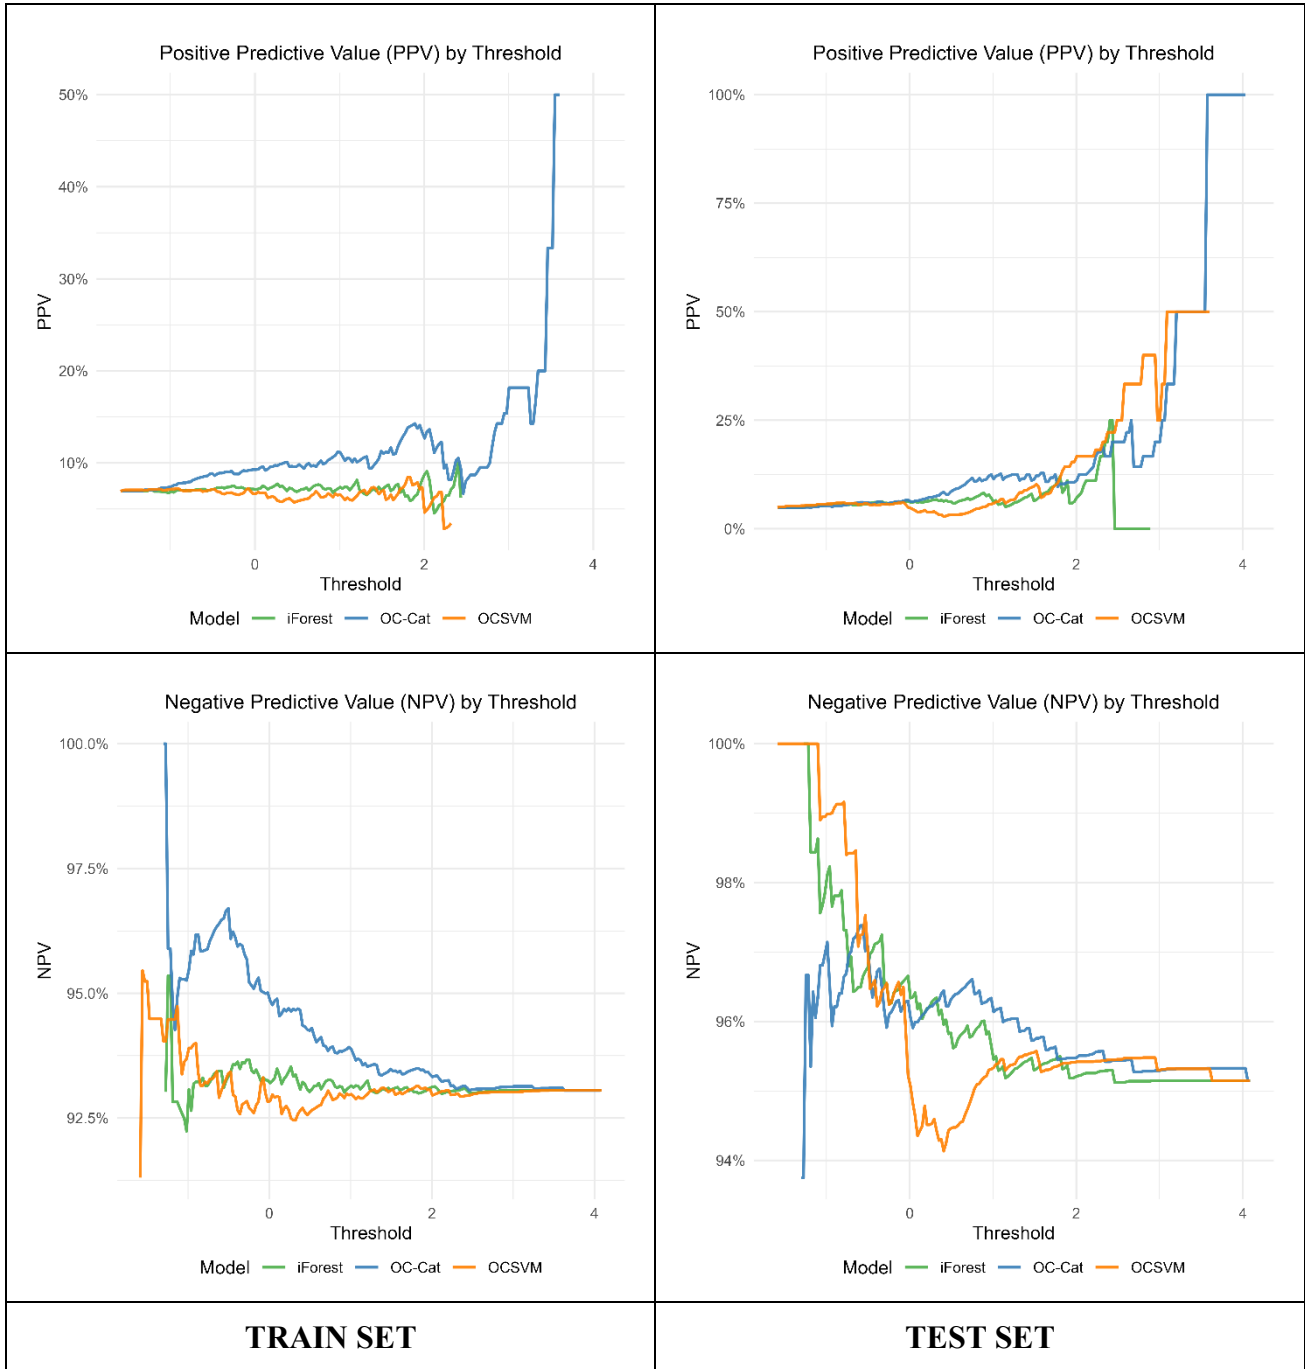 Positive Predictive Value (PPV) by Threshold
50%
40%
30%
20%
10%
PPV
0 2 4
Threshold
Model iForest OC-Cat OCSVM
Positive Predictive Value (PPV) by Threshold
100%
75%
50%
25%
0%
PPV
0 2 4
Threshold
Model iForest OC-Cat OCSVM
Negative Predictive Value (NPV) by Threshold
100.0%
97.5%
95.0%
92.5%
NPV
0 2 4
Threshold
Model iForest OC-Cat OCSVM
Negative Predictive Value (NPV) by Threshold
100%
98%
96%
94%
NPV
0 2 4
Threshold
Model iForest OC-Cat OCSVM
TRAIN SET
TEST SET